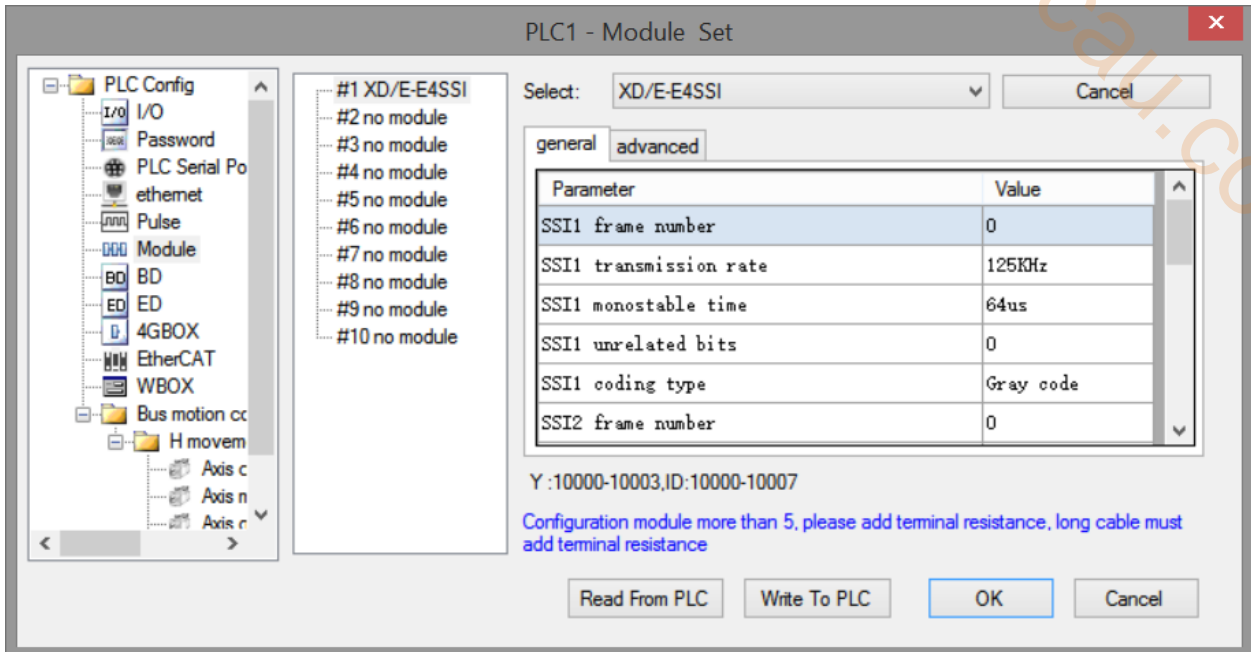 PLC1 - Module Set
PLC Config
I/O
I/O
Password
PLC Serial Po
ethernet
Pulse
Module
BD
BD
ED
ED
4GBOX
EtherCAT
WBOX
Bus motion cc
H movem
Axis c
Axis n
Axis c
#1 XD/E-E4SSI
#2 no module
#3 no module
#4 no module
#5 no module
#6 no module
#7 no module
#8 no module
#9 no module
#10 no module
Select: XD/E-E4SSI Cancel
general advanced
Parameter Value
SSI1 frame number 0
SSI1 transmission rate 125KHz
SSI1 monostable time 64us
SSI1 unrelated bits 0
SSI1 coding type Gray code
SSI2 frame number 0
Y :10000-10003,ID:10000-10007
Configuration module more than 5, please add terminal resistance, long cable must
add terminal resistance
Read From PLC Write To PLC OK Cancel